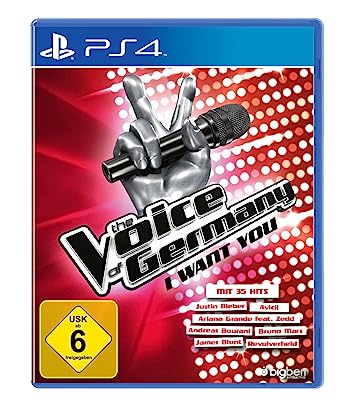 PS4
the
Voice
of Germany
I WANT YOU
MIT 35 HITS
Justin Bieber Avicii
Ariana Grande feat. Zedd
Andreas Bourani Bruno Mars
James Blunt Revolverheld
USK
ab
6
freigegeben
bigben